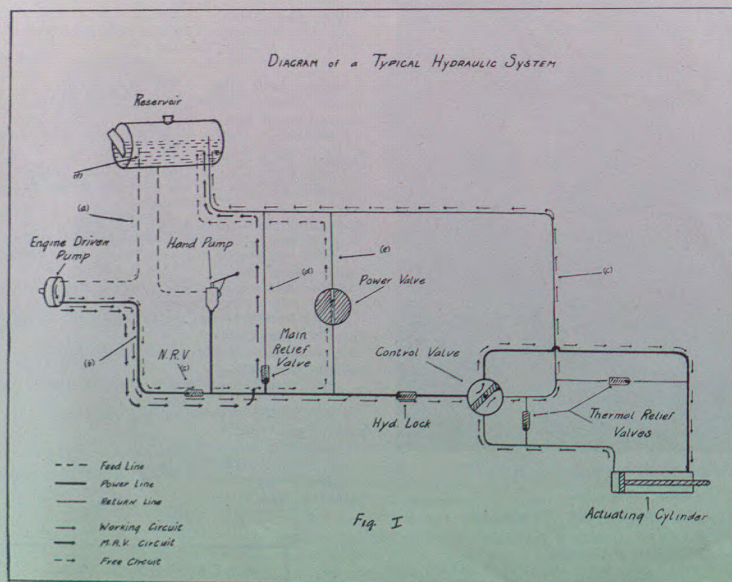 DIAGRAM of a TYPICAL HYDRAULIC SYSTEM
Reservoir
(a)
Engine Driven
Pump
Hand Pump
(e)
(d)
Power Valve
(c)
(b)
N.R.V
Main
Relief
Valve
Control Valve
Hyd. Lock
Thermal Relief
Valves
Actuating Cylinder
Feed Line
Power Line
Return Line
Working Circuit
M.R.V. Circuit
Free Circuit
Fig. I